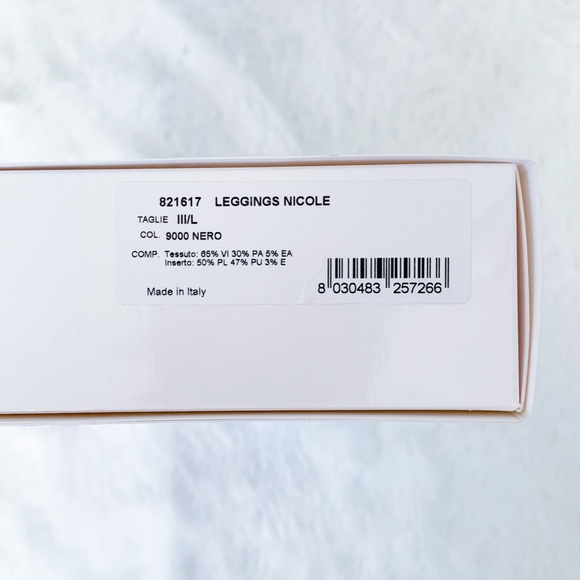 821617 LEGGINGS NICOLE
TAGLIE III/L
COL. 9000 NERO
COMP. Tessuto: 65% VI 30% PA 5% EA
Inserto: 50% PL 47% PU 3% E
Made in Italy
8 030483 257266